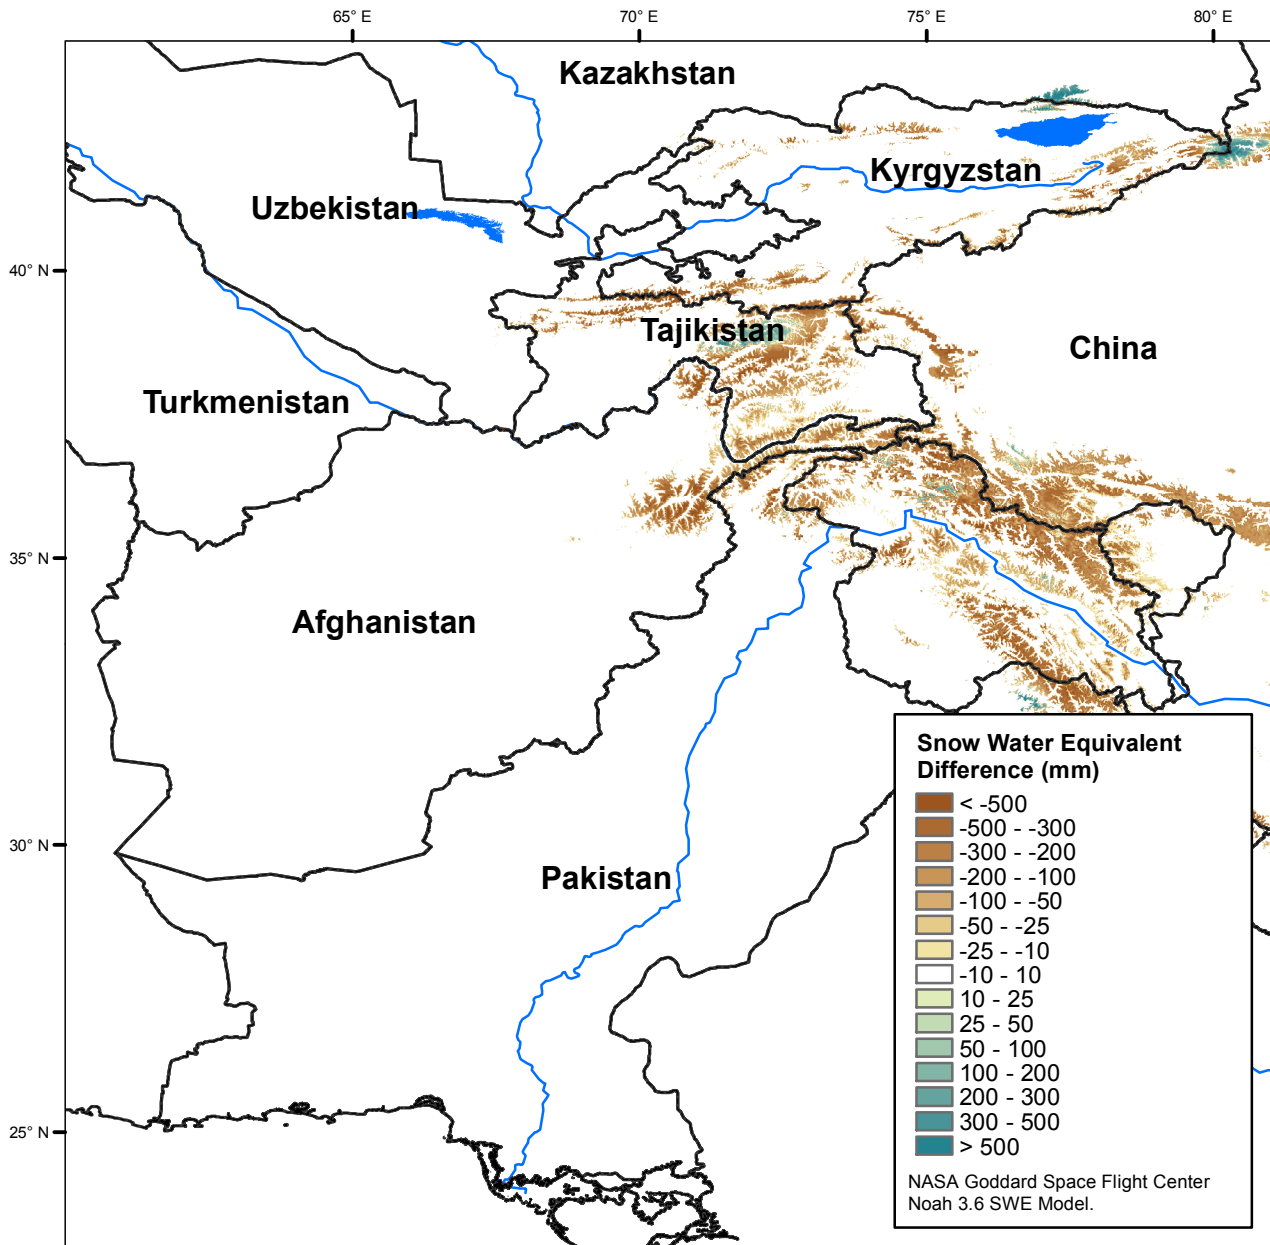 65° E
70° E
75° E
80° E
Kazakhstan
Kyrgyzstan
Uzbekistan
40° N
Tajikistan
China
Turkmenistan
35° N
Afghanistan
30° N
Pakistan
25° N
Snow Water Equivalent
Difference (mm)
< -500
-500 - -300
-300 - -200
-200 - -100
-100 - -50
-50 - -25
-25 - -10
-10 - 10
10 - 25
25 - 50
50 - 100
100 - 200
200 - 300
300 - 500
> 500
NASA Goddard Space Flight Center
Noah 3.6 SWE Model.